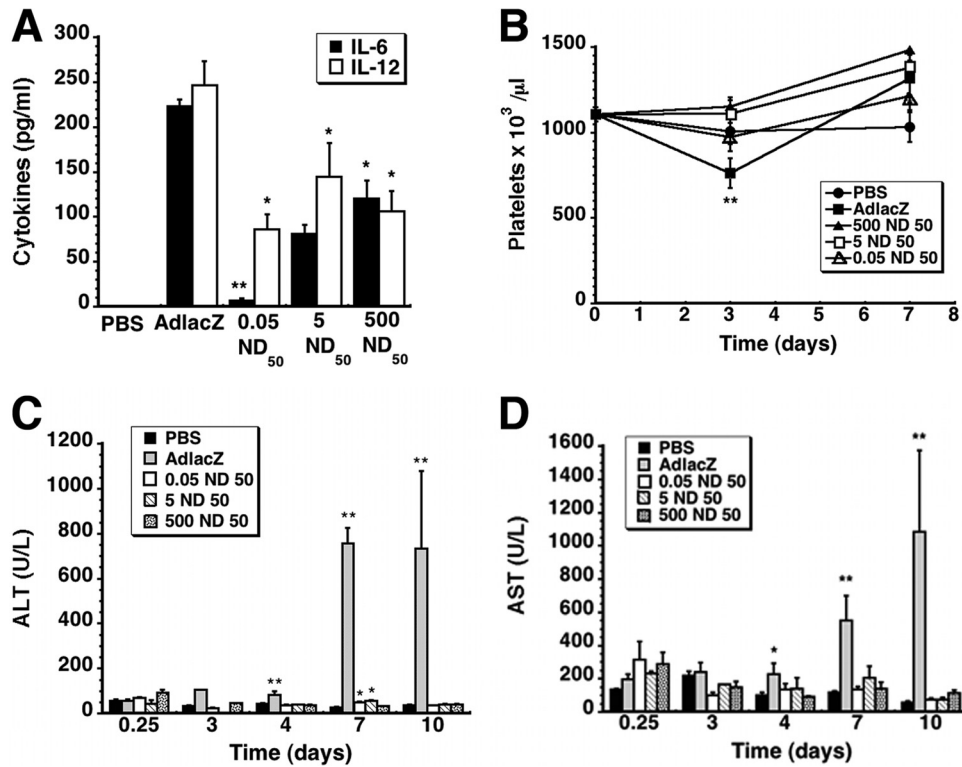 A
300
250
200
150
100
50
0
Cytokines (pg/ml)
IL-6
IL-12
**
*
*
*
*
PBS AdlacZ 0.05 5 500
ND50 ND50 ND50
B
1500
1000
500
0
Platelets x 10^3 /µl
**
PBS
AdlacZ
500 ND 50
5 ND 50
0.05 ND 50
0 1 2 3 4 5 6 7 8
Time (days)
C
1200
1000
800
600
400
200
0
ALT (U/L)
PBS
AdlacZ
0.05 ND 50
5 ND 50
500 ND 50
**
**
* *
**
0.25 3 4 7 10
Time (days)
D
1600
1400
1200
1000
800
600
400
200
0
AST (U/L)
PBS
AdlacZ
0.05 ND 50
5 ND 50
500 ND 50
*
**
**
0.25 3 4 7 10
Time (days)